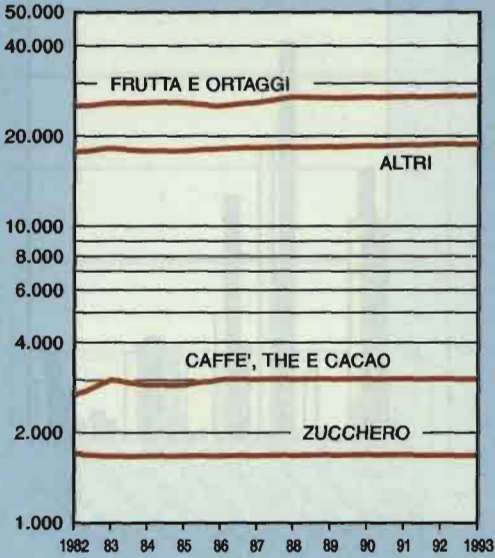 50.000
40.000
FRUTTA E ORTAGGI
20.000
ALTRI
10.000
8.000
6.000
4.000
CAFFE', THE E CACAO
2.000
ZUCCHERO
1.000
1982 83 84 85 86 87 88 89 90 91 92 1993